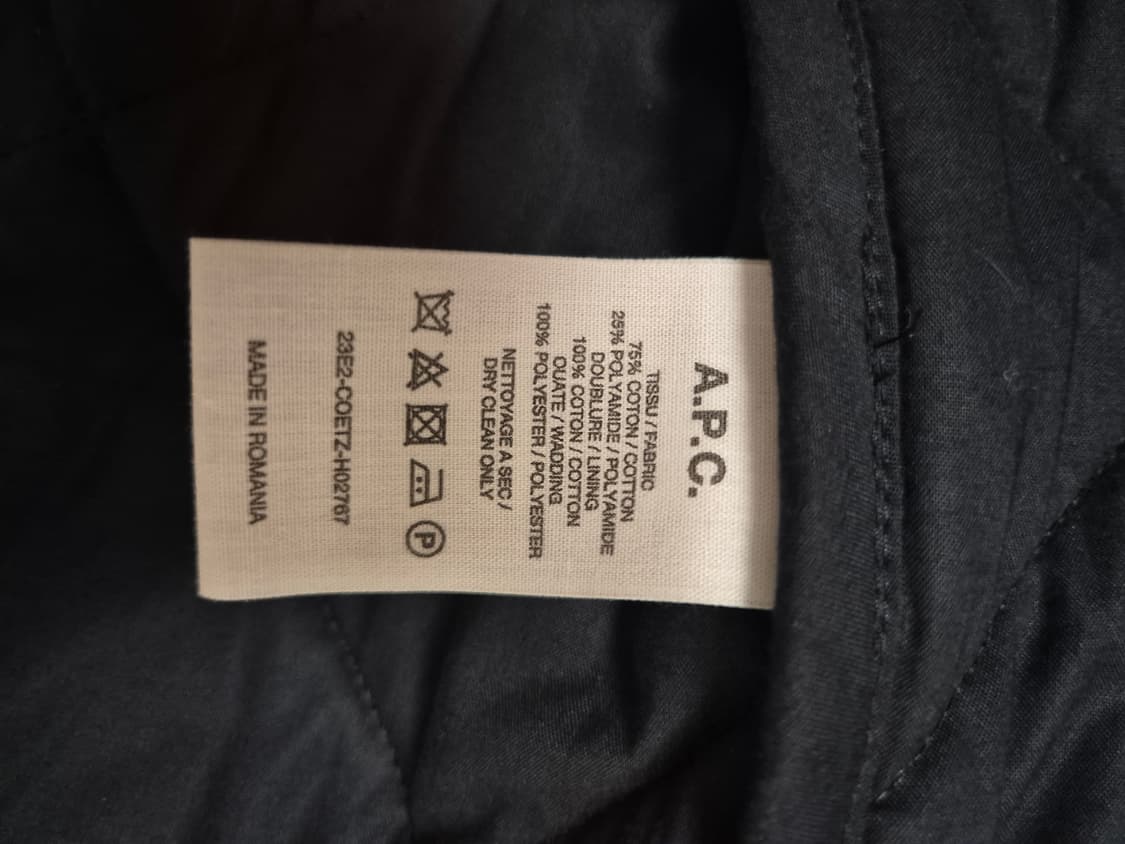 A.P.C.
TISSU / FABRIC
75% COTON / COTTON
25% POLYAMIDE / POLYAMIDE
DOUBLURE / LINING
100% COTON / COTTON
OUATE / WADDING
100% POLYESTER / POLYESTER
NETTOYAGE A SEC /
DRY CLEAN ONLY
P
23E2-COETZ-H02767
MADE IN ROMANIA